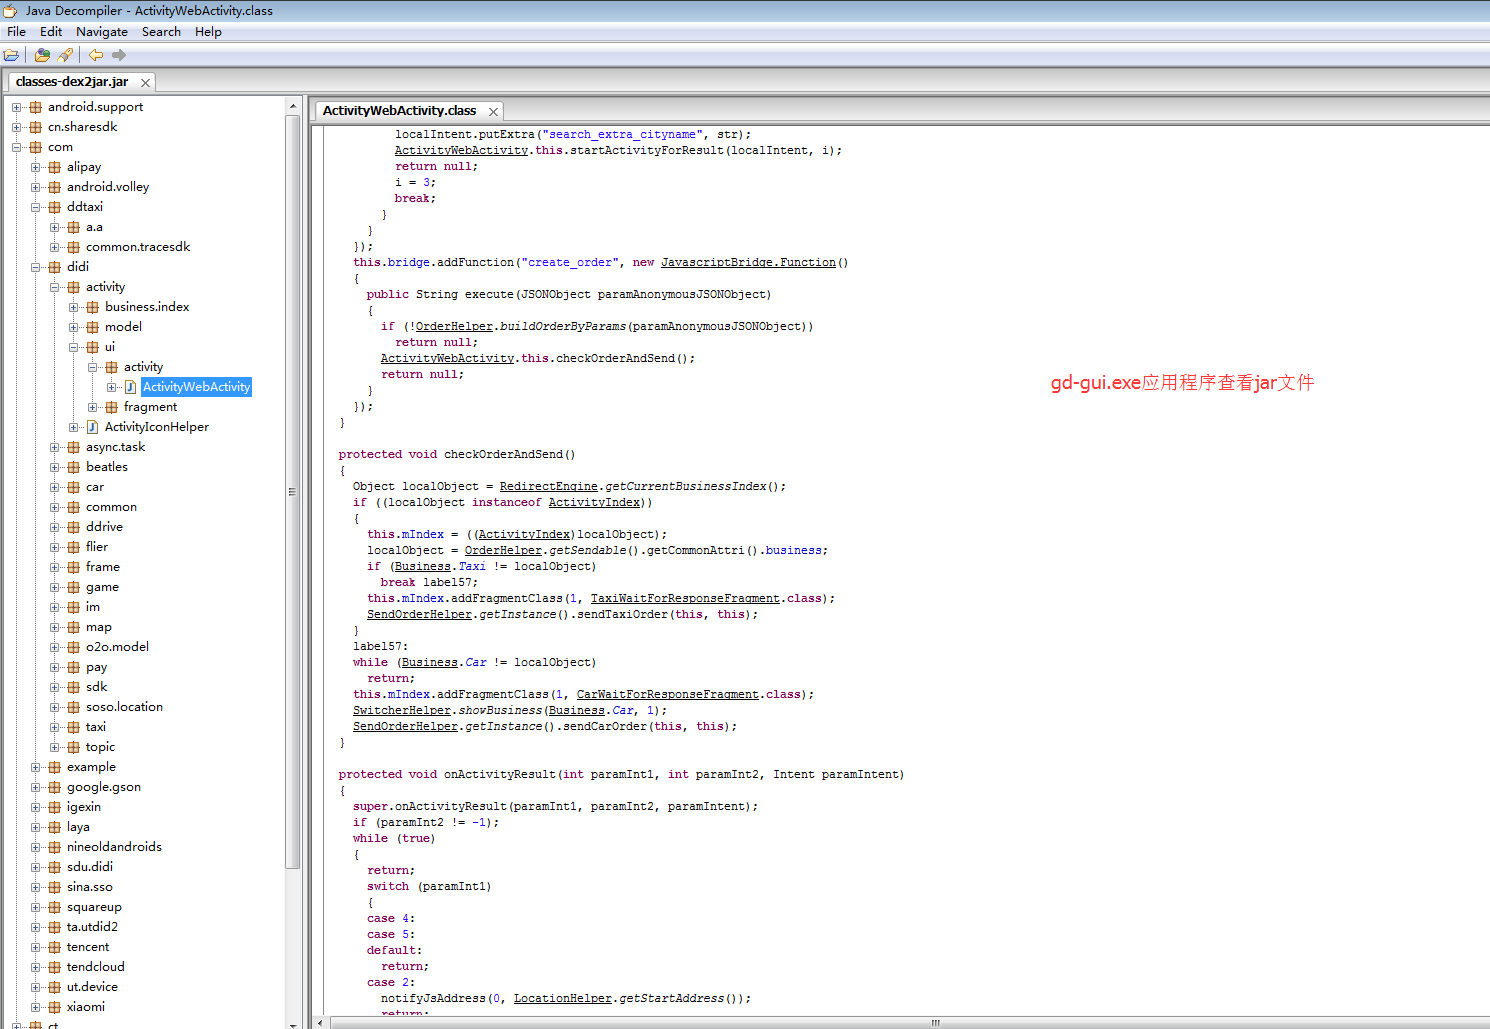 Java Decompiler - ActivityWebActivity.class
File Edit Navigate Search Help
classes-dex2jar.jar
android.support
cn.sharesdk
com
alipay
android.volley
ddtaxi
a.a
common.tracesdk
didi
activity
business.index
model
ui
activity
ActivityWebActivity
fragment
ActivityIconHelper
async.task
beatles
car
common
ddrive
flier
frame
game
im
map
o2o.model
pay
sdk
soso.location
taxi
topic
example
google.gson
igexin
laya
nineoldandroids
sdu.didi
sina.sso
squareup
ta.utdid2
tencent
tendcloud
ut.device
xiaomi
ct
ActivityWebActivity.class
localIntent.putExtra("search_extra_cityname", str);
ActivityWebActivity.this.startActivityForResult(localIntent, i);
return null;
i = 3;
break;
}
}
});
this.bridge.addFunction("create_order", new JavascriptBridge.Function()
{
public String execute(JSONObject paramAnonymousJSONObject)
{
if (!OrderHelper.buildOrderByParams(paramAnonymousJSONObject))
return null;
ActivityWebActivity.this.checkOrderAndSend();
return null;
}
});
}
protected void checkOrderAndSend()
{
Object localObject = RedirectEngine.getCurrentBusinessIndex();
if ((localObject instanceof ActivityIndex))
{
this.mIndex = ((ActivityIndex)localObject);
localObject = OrderHelper.getSendable().getCommonAttri().business;
if (Business.Taxi != localObject)
break label57;
this.mIndex.addFragmentClass(1, TaxiWaitForResponseFragment.class);
SendOrderHelper.getInstance().sendTaxiOrder(this, this);
}
label57:
while (Business.Car != localObject)
return;
this.mIndex.addFragmentClass(1, CarWaitForResponseFragment.class);
SwitcherHelper.showBusiness(Business.Car, 1);
SendOrderHelper.getInstance().sendCarOrder(this, this);
}
protected void onActivityResult(int paramInt1, int paramInt2, Intent paramIntent)
{
super.onActivityResult(paramInt1, paramInt2, paramIntent);
if (paramInt2 != -1);
while (true)
{
return;
switch (paramInt1)
{
case 4:
case 5:
default:
return;
case 2:
notifyJsAddress(0, LocationHelper.getStartAddress());
return;
gd-gui.exe应用程序查看jar文件